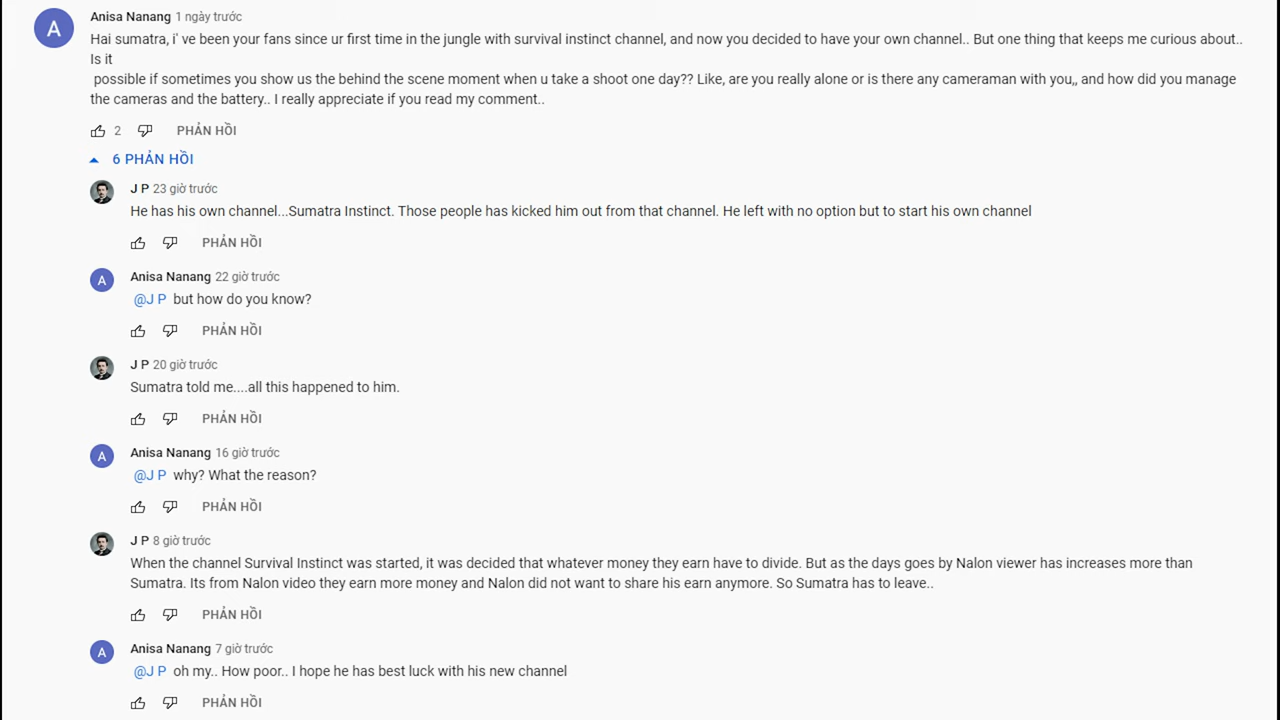 A
Anisa Nanang 1 ngày trước
Hai sumatra, i' ve been your fans since ur first time in the jungle with survival instinct channel, and now you decided to have your own channel.. But one thing that keeps me curious about..
Is it
possible if sometimes you show us the behind the scene moment when u take a shoot one day?? Like, are you really alone or is there any cameraman with you,, and how did you manage
the cameras and the battery.. I really appreciate if you read my comment..
2 PHẢN HỒI
6 PHẢN HỒI
J P 23 giờ trước
He has his own channel...Sumatra Instinct. Those people has kicked him out from that channel. He left with no option but to start his own channel
PHẢN HỒI
A
Anisa Nanang 22 giờ trước
@J P but how do you know?
PHẢN HỒI
J P 20 giờ trước
Sumatra told me....all this happened to him.
PHẢN HỒI
A
Anisa Nanang 16 giờ trước
@J P why? What the reason?
PHẢN HỒI
J P 8 giờ trước
When the channel Survival Instinct was started, it was decided that whatever money they earn have to divide. But as the days goes by Nalon viewer has increases more than
Sumatra. Its from Nalon video they earn more money and Nalon did not want to share his earn anymore. So Sumatra has to leave..
PHẢN HỒI
A
Anisa Nanang 7 giờ trước
@J P oh my.. How poor.. I hope he has best luck with his new channel
PHẢN HỒI